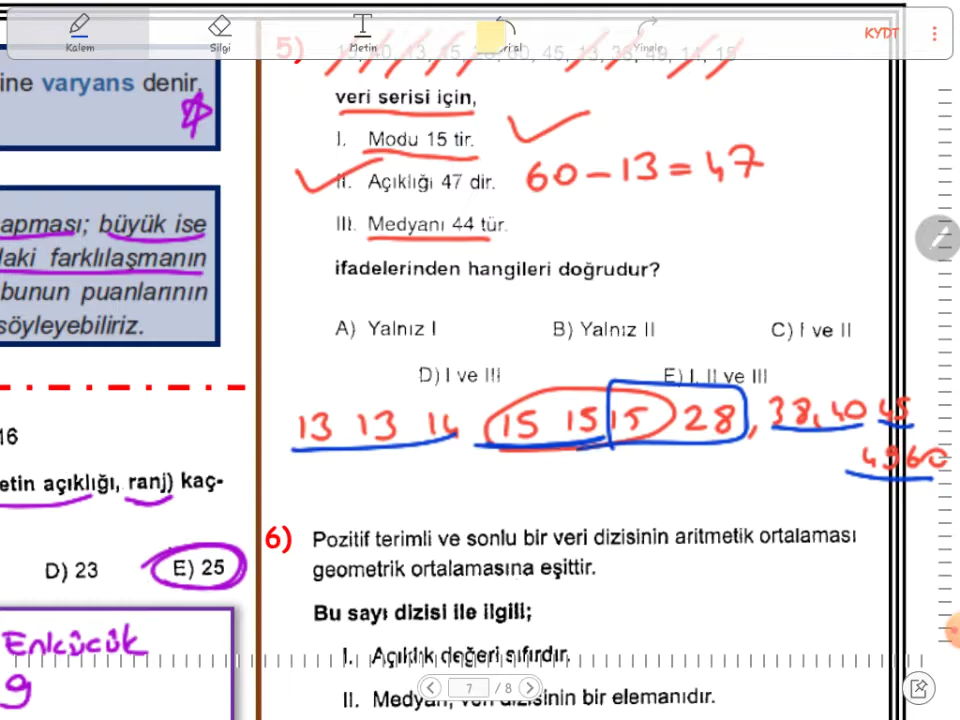 Kalem
Silgi
Metin
KYDT
ine varyans denir.
apması; büyük ise
laki farklılaşmanın
bunun puanlarının
söyleyebiliriz.
16
etin açıklığı, ranj) kaç-
D) 23
E) 25
Enkücük
9
5)
veri serisi için,
I. Modu 15 tir.
II. Açıklığı 47 dir.
60-13=47
III. Medyanı 44 tür.
ifadelerinden hangileri doğrudur?
A) Yalnız I
B) Yalnız II
C) I ve II
D) I ve III
E) I, II ve III
13 13 14 15 15 15 28, 38, 40 45
49 60
6) Pozitif terimli ve sonlu bir veri dizisinin aritmetik ortalaması
geometrik ortalamasına eşittir.
Bu sayı dizisi ile ilgili;
I. Açıklık değeri sıfırdır.
II. Medyan, veri dizisinin bir elemanıdır.
7 / 8